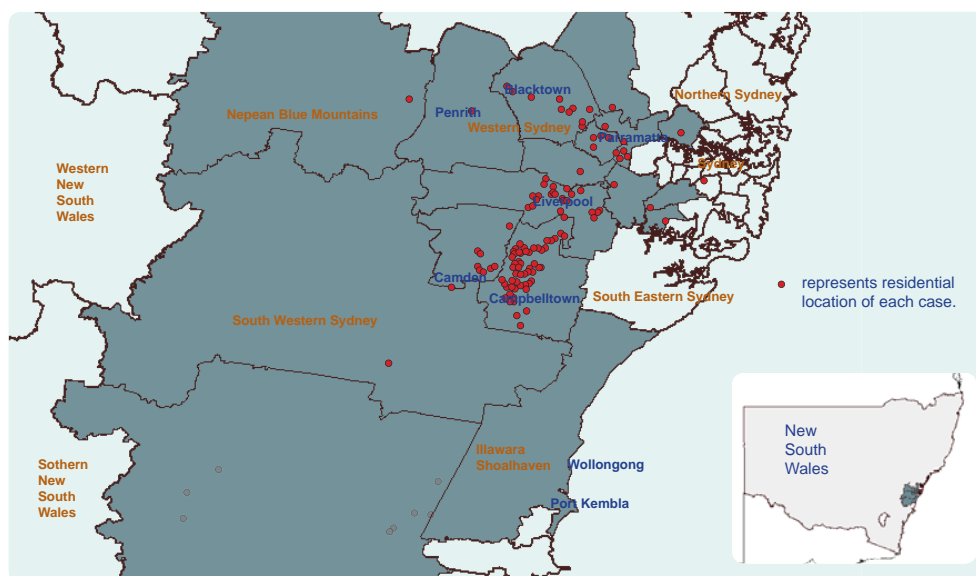 Blacktown
Northern Sydney
Penrith
Nepean Blue Mountains
Western Sydney
Parramatta
Sydney
Western
New
South
Wales
Liverpool
Camden
Campbelltown
South Eastern Sydney
represents residential
location of each case.
South Western Sydney
New
South
Wales
Illawara
Shoalhaven
Wollongong
Sothern
New
South
Wales
Port Kembla